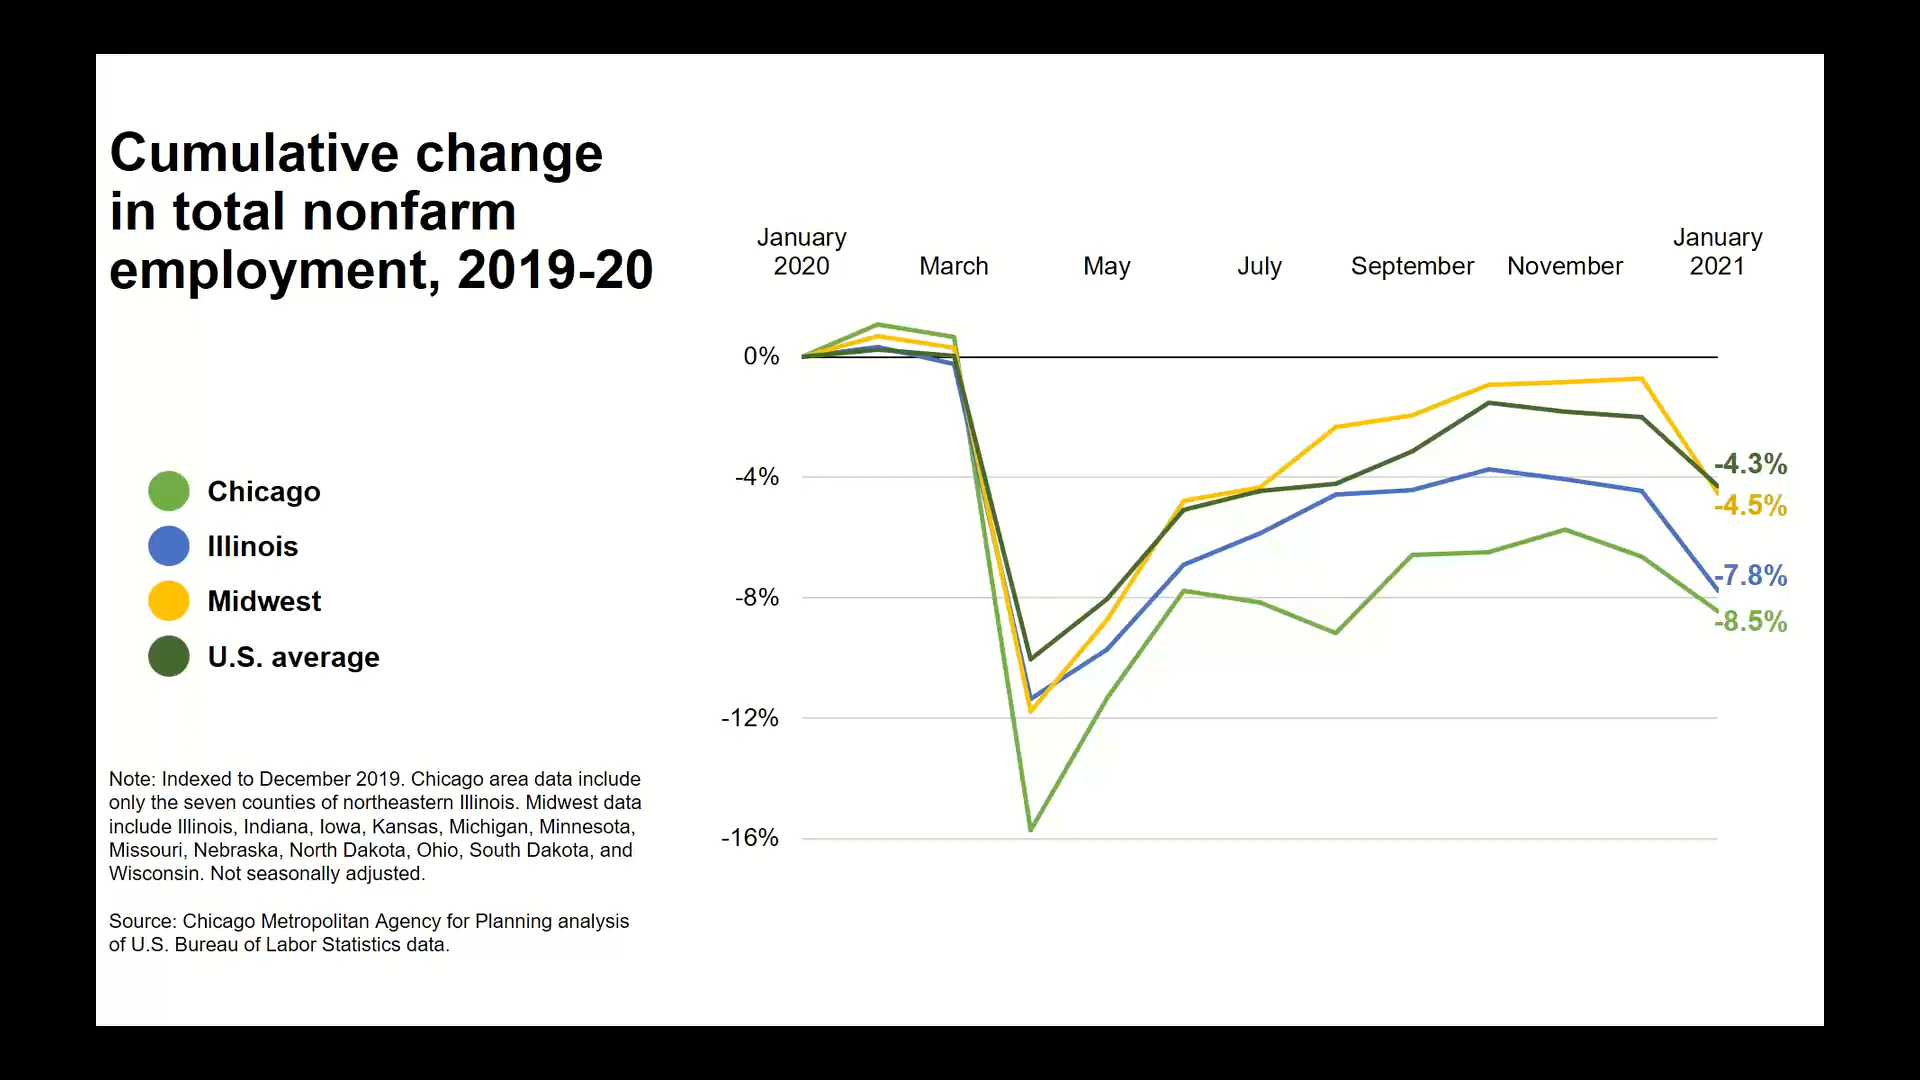 Cumulative change
in total nonfarm
employment, 2019-20
Chicago
Illinois
Midwest
U.S. average
Note: Indexed to December 2019. Chicago area data include
only the seven counties of northeastern Illinois. Midwest data
include Illinois, Indiana, Iowa, Kansas, Michigan, Minnesota,
Missouri, Nebraska, North Dakota, Ohio, South Dakota, and
Wisconsin. Not seasonally adjusted.
Source: Chicago Metropolitan Agency for Planning analysis
of U.S. Bureau of Labor Statistics data.
January
2020
March
May
July
September
November
January
2021
0%
-4%
-8%
-12%
-16%
-4.3%
-4.5%
-7.8%
-8.5%